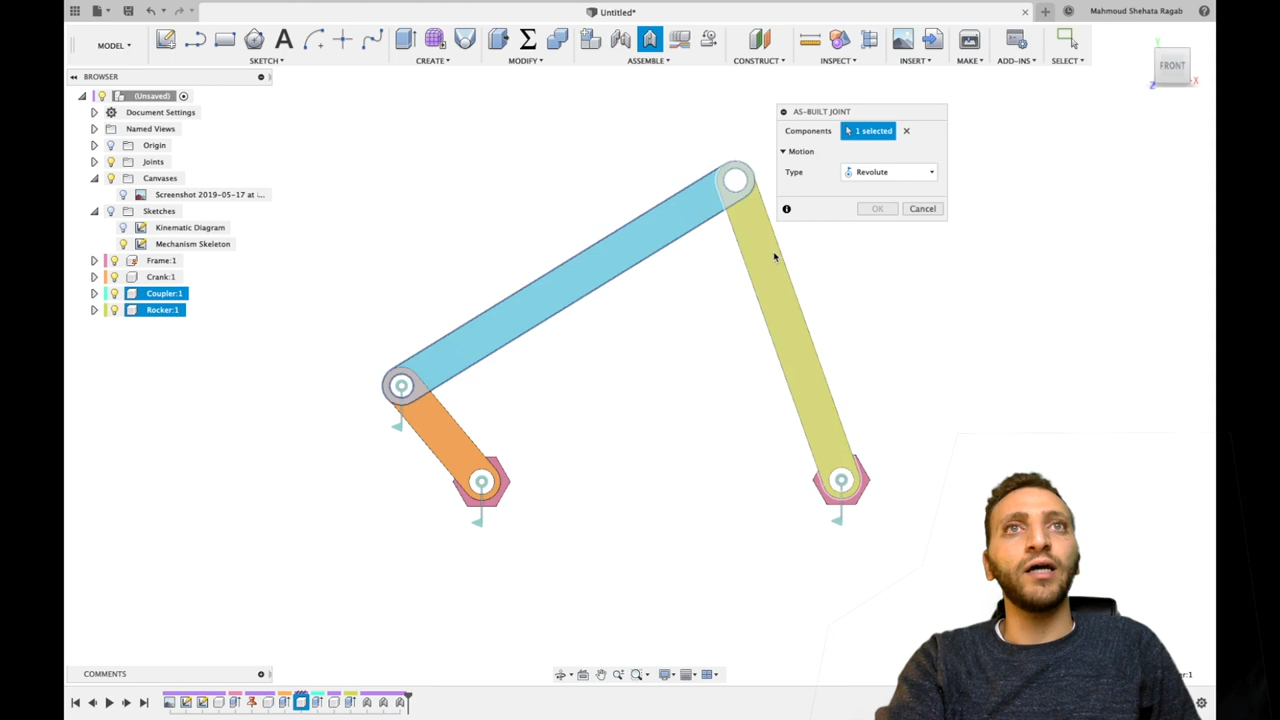 Untitled*
Mahmoud Shehata Ragab
MODEL
SKETCH
CREATE
MODIFY
ASSEMBLE
CONSTRUCT
INSPECT
INSERT
MAKE
ADD-INS
SELECT
FRONT
Y
Z
X
BROWSER
(Unsaved)
Document Settings
Named Views
Origin
Joints
Canvases
Screenshot 2019-05-17 at ...
Sketches
Kinematic Diagram
Mechanism Skeleton
Frame:1
Crank:1
Coupler:1
Rocker:1
AS-BUILT JOINT
Components 1 selected
Motion
Type Revolute
OK Cancel
COMMENTS